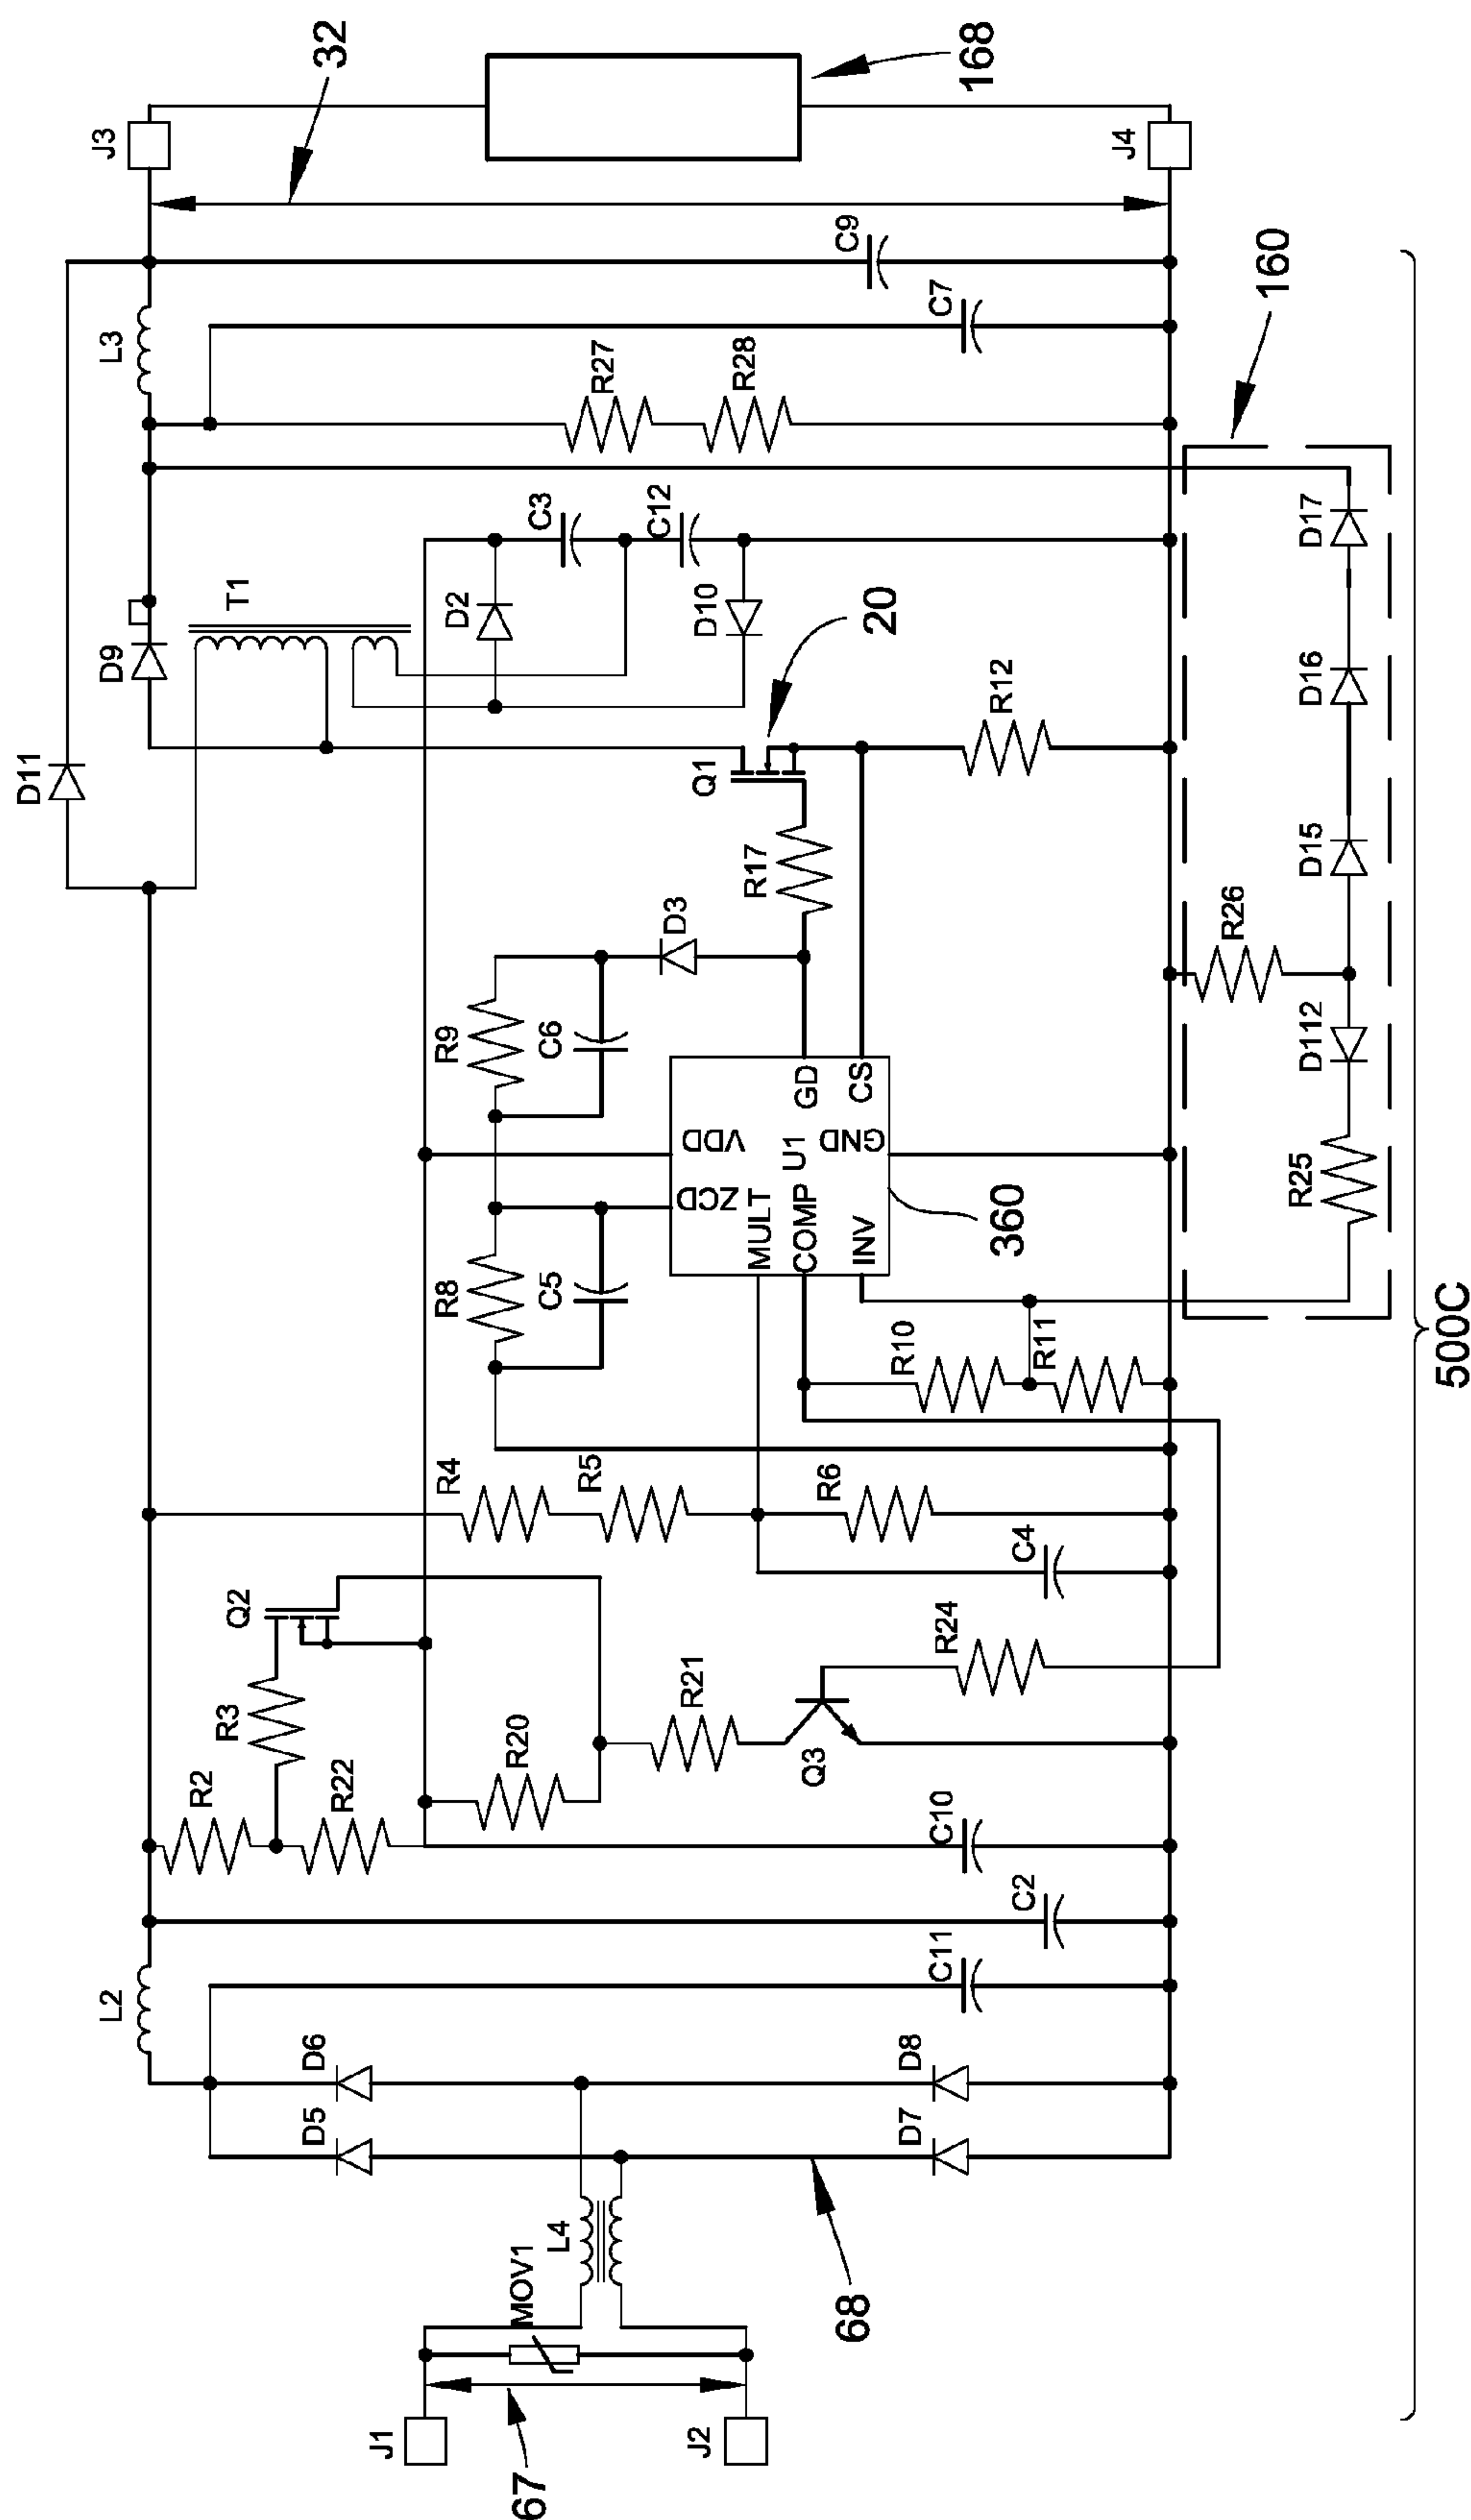 32
168
J3
J4
C9
C7
L3
R27
R28
160
D11
D9
T1
C3
C12
D2
D10
20
D17
D16
D15
R12
Q1
R17
D3
R26
D112
R9
C6
GD
CS
VDD
U1
GND
ZCD
MULT
COMP
INV
360
R25
R8
C5
R10
R11
500C
R4
R5
R6
C4
Q2
R3
R24
R21
R20
Q3
R2
R22
C10
C2
C11
L2
D6
D8
D5
D7
L4
MOV1
68
J1
J2
67